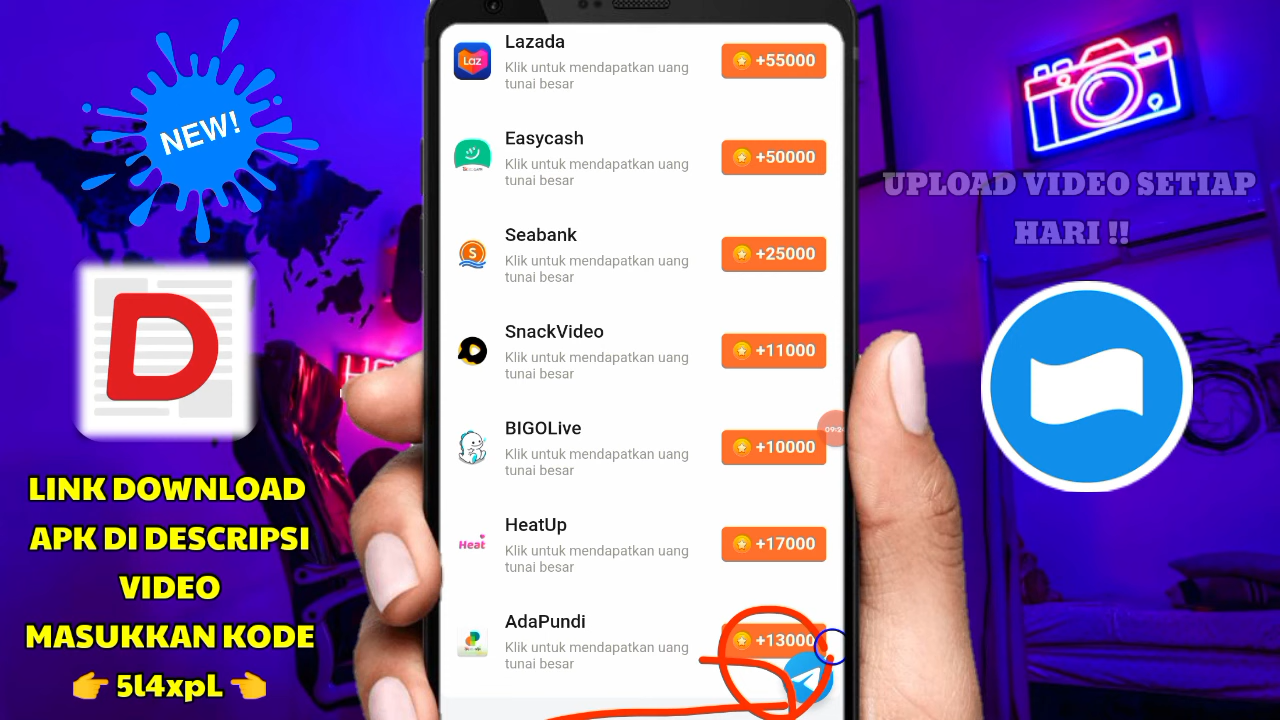 NEW!
LINK DOWNLOAD
APK DI DESCRIPSI
VIDEO
MASUKKAN KODE
👉 5l4xpL 👈
Laz
Lazada
Klik untuk mendapatkan uang
tunai besar
+55000
Easycash
Klik untuk mendapatkan uang
tunai besar
+50000
Seabank
Klik untuk mendapatkan uang
tunai besar
+25000
SnackVideo
Klik untuk mendapatkan uang
tunai besar
+11000
BIGOLive
Klik untuk mendapatkan uang
tunai besar
+10000
Heat
HeatUp
Klik untuk mendapatkan uang
tunai besar
+17000
AdaPundi
Klik untuk mendapatkan uang
tunai besar
+13000
UPLOAD VIDEO SETIAP
HARI !!